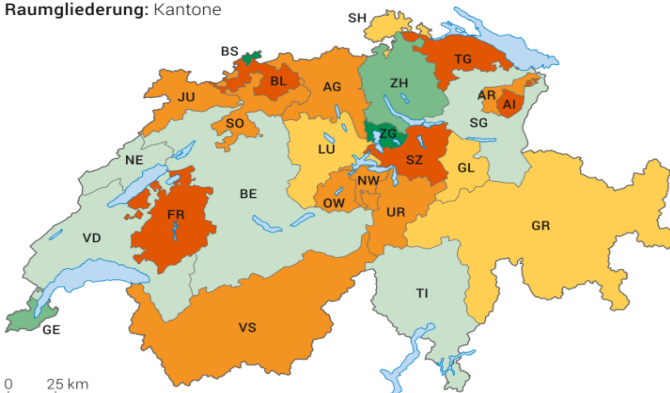 Raumgliederung: Kantone
SH
BS
BL
TG
ZH
AG
JU
AR
AI
SO
SG
ZG
LU
NE
SZ
GL
NW
BE
OW
FR
UR
GR
VD
TI
GE
VS
0 25 km